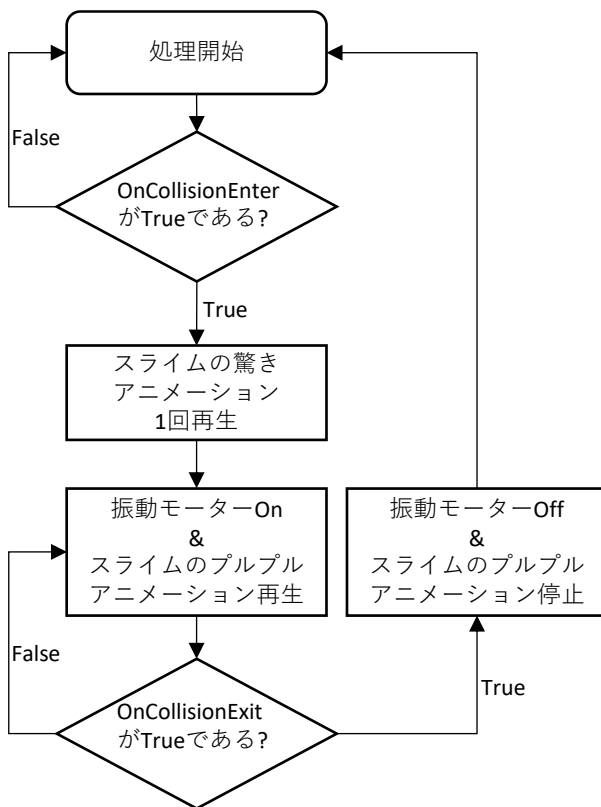 処理開始
False
OnCollisionEnter
がTrueである?
True
スライムの驚き
アニメーション
1回再生
振動モーターOn
&
スライムのプルプル
アニメーション再生
振動モーターOff
&
スライムのプルプル
アニメーション停止
False
OnCollisionExit
がTrueである?
True